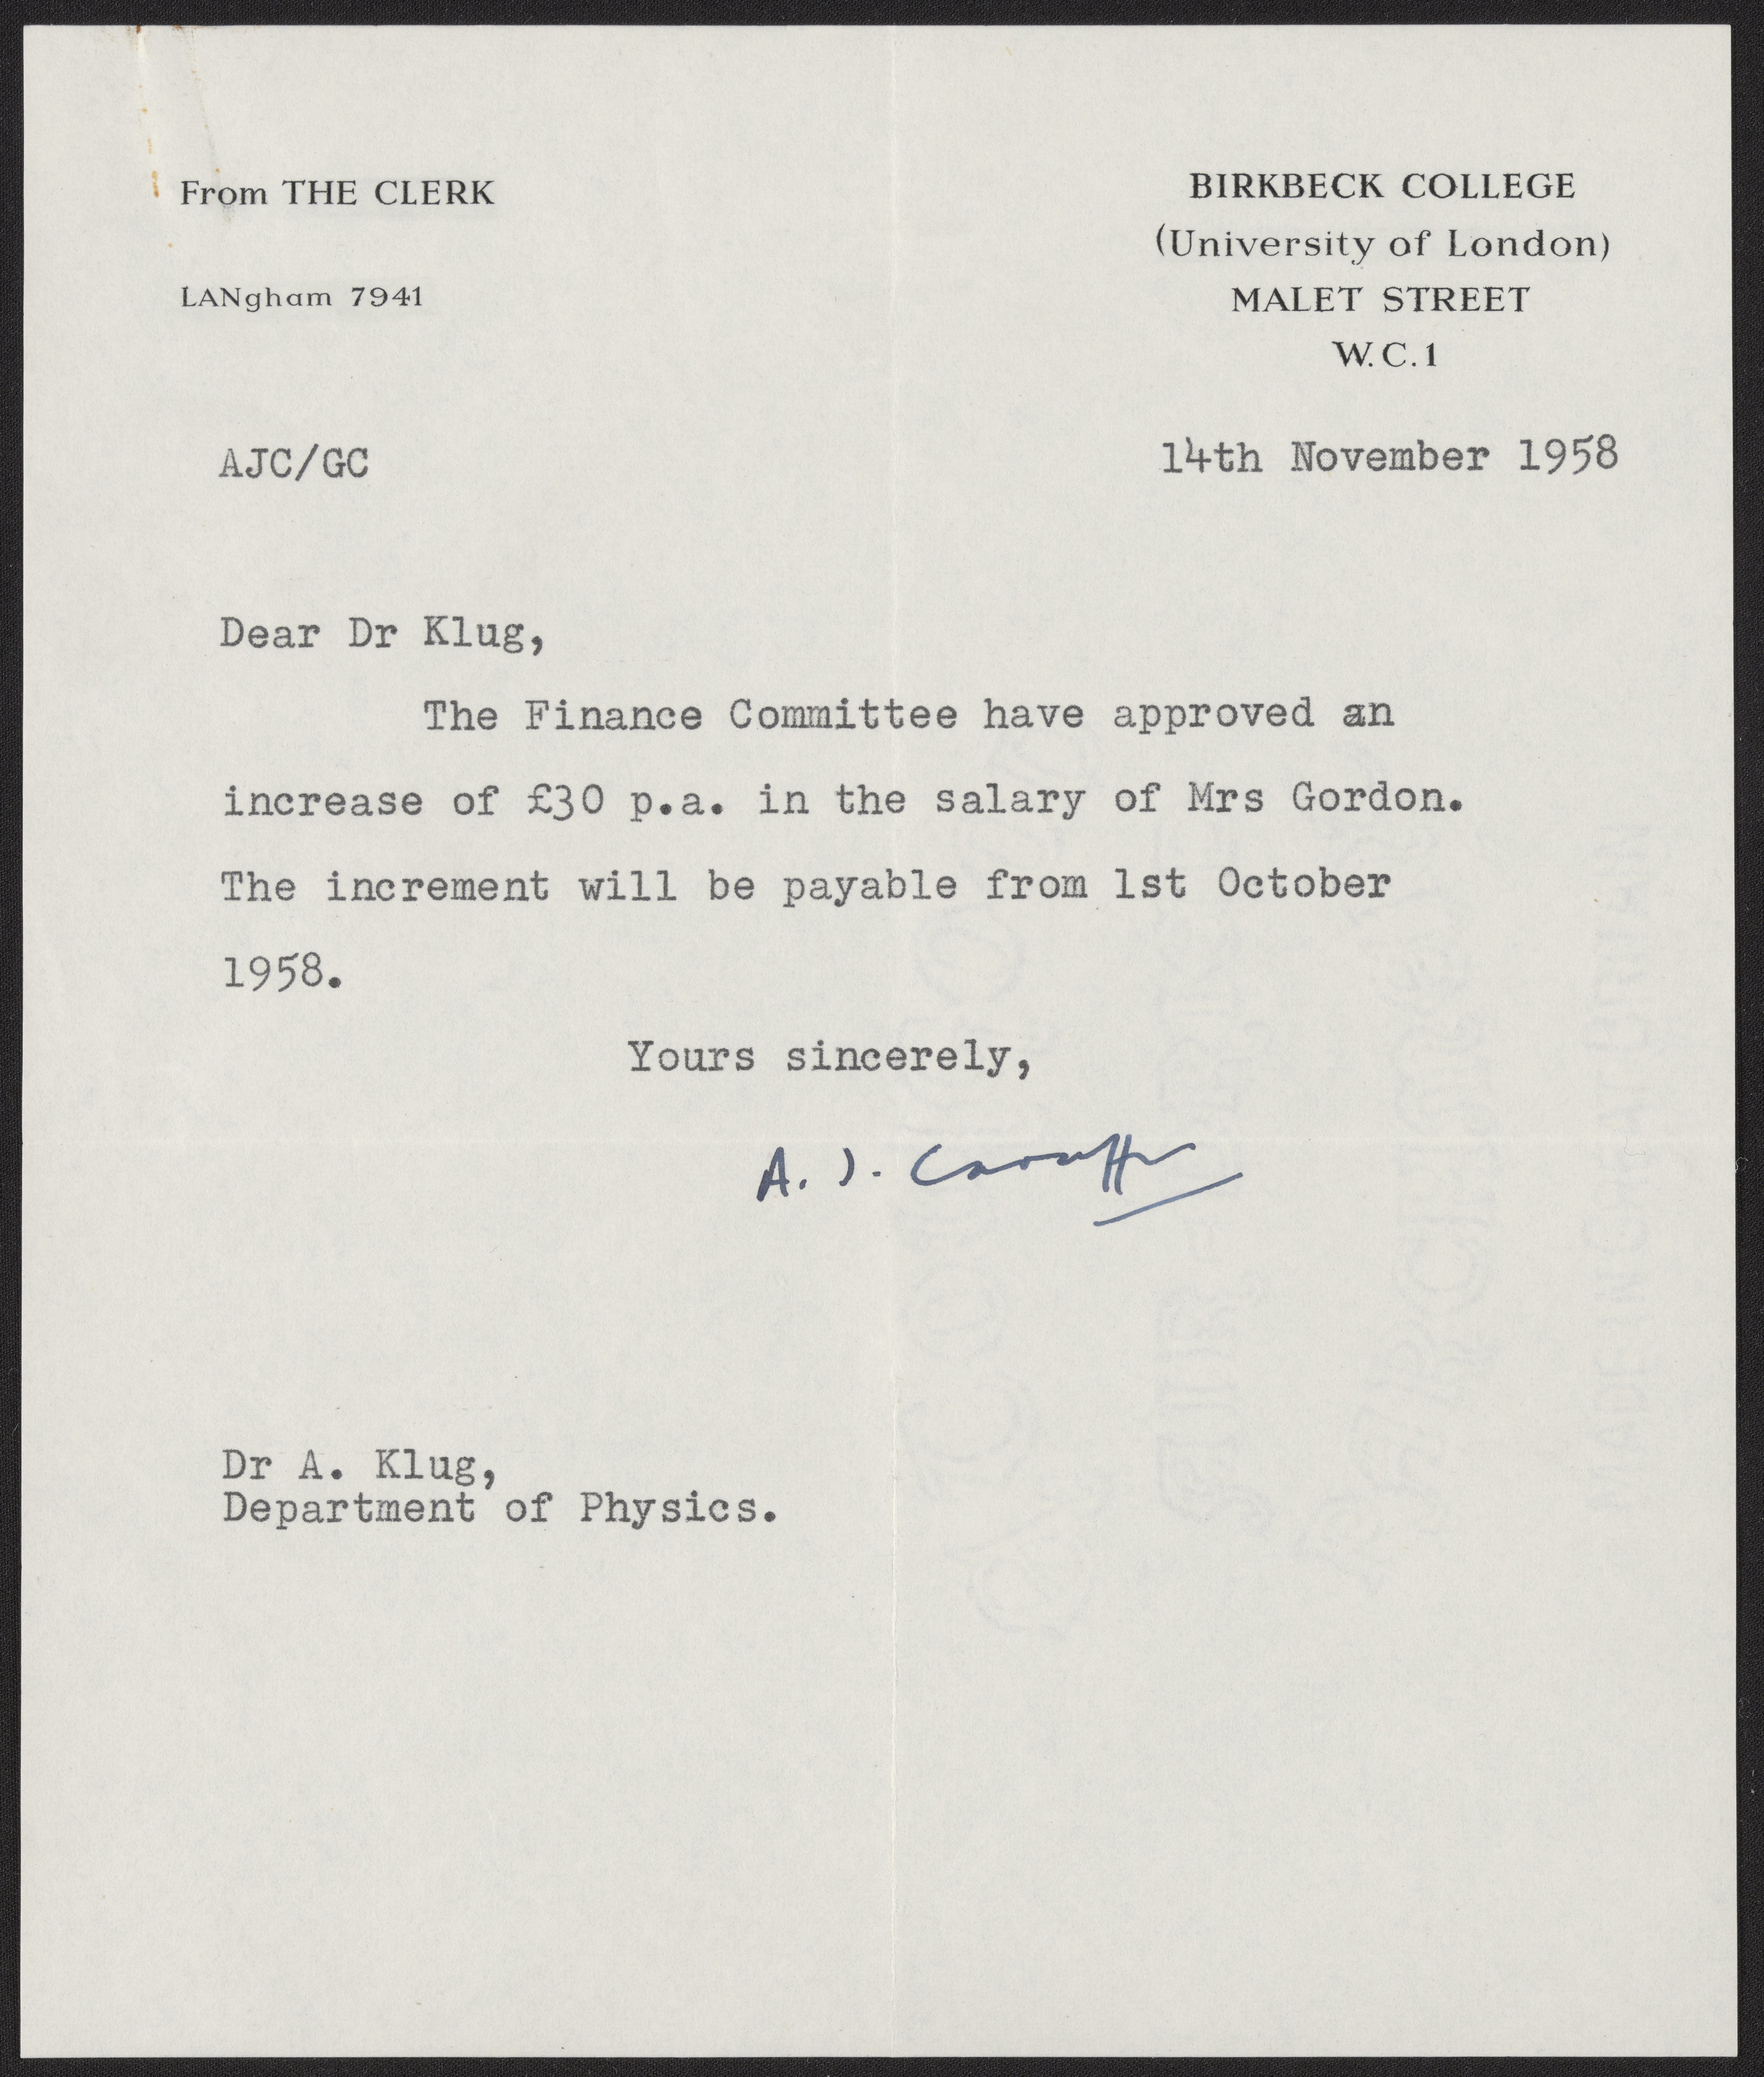 From THE CLERK
LANgham 7941
BIRKBECK COLLEGE
(University of London)
MALET STREET
W.C.1
AJC/GC
14th November 1958
Dear Dr Klug,
The Finance Committee have approved an
increase of £30 p.a. in the salary of Mrs Gordon.
The increment will be payable from 1st October
1958.
Yours sincerely,
A. J.
Dr A. Klug,
Department of Physics.